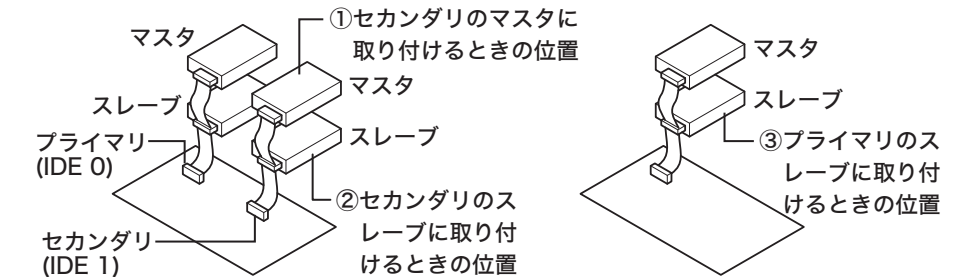 マスタ
①セカンダリのマスタに
取り付けるときの位置
マスタ
スレーブ
スレーブ
プライマリ
(IDE 0)
②セカンダリのス
レーブに取り付
けるときの位置
セカンダリ
(IDE 1)
マスタ
スレーブ
③プライマリのス
レーブに取り付
けるときの位置